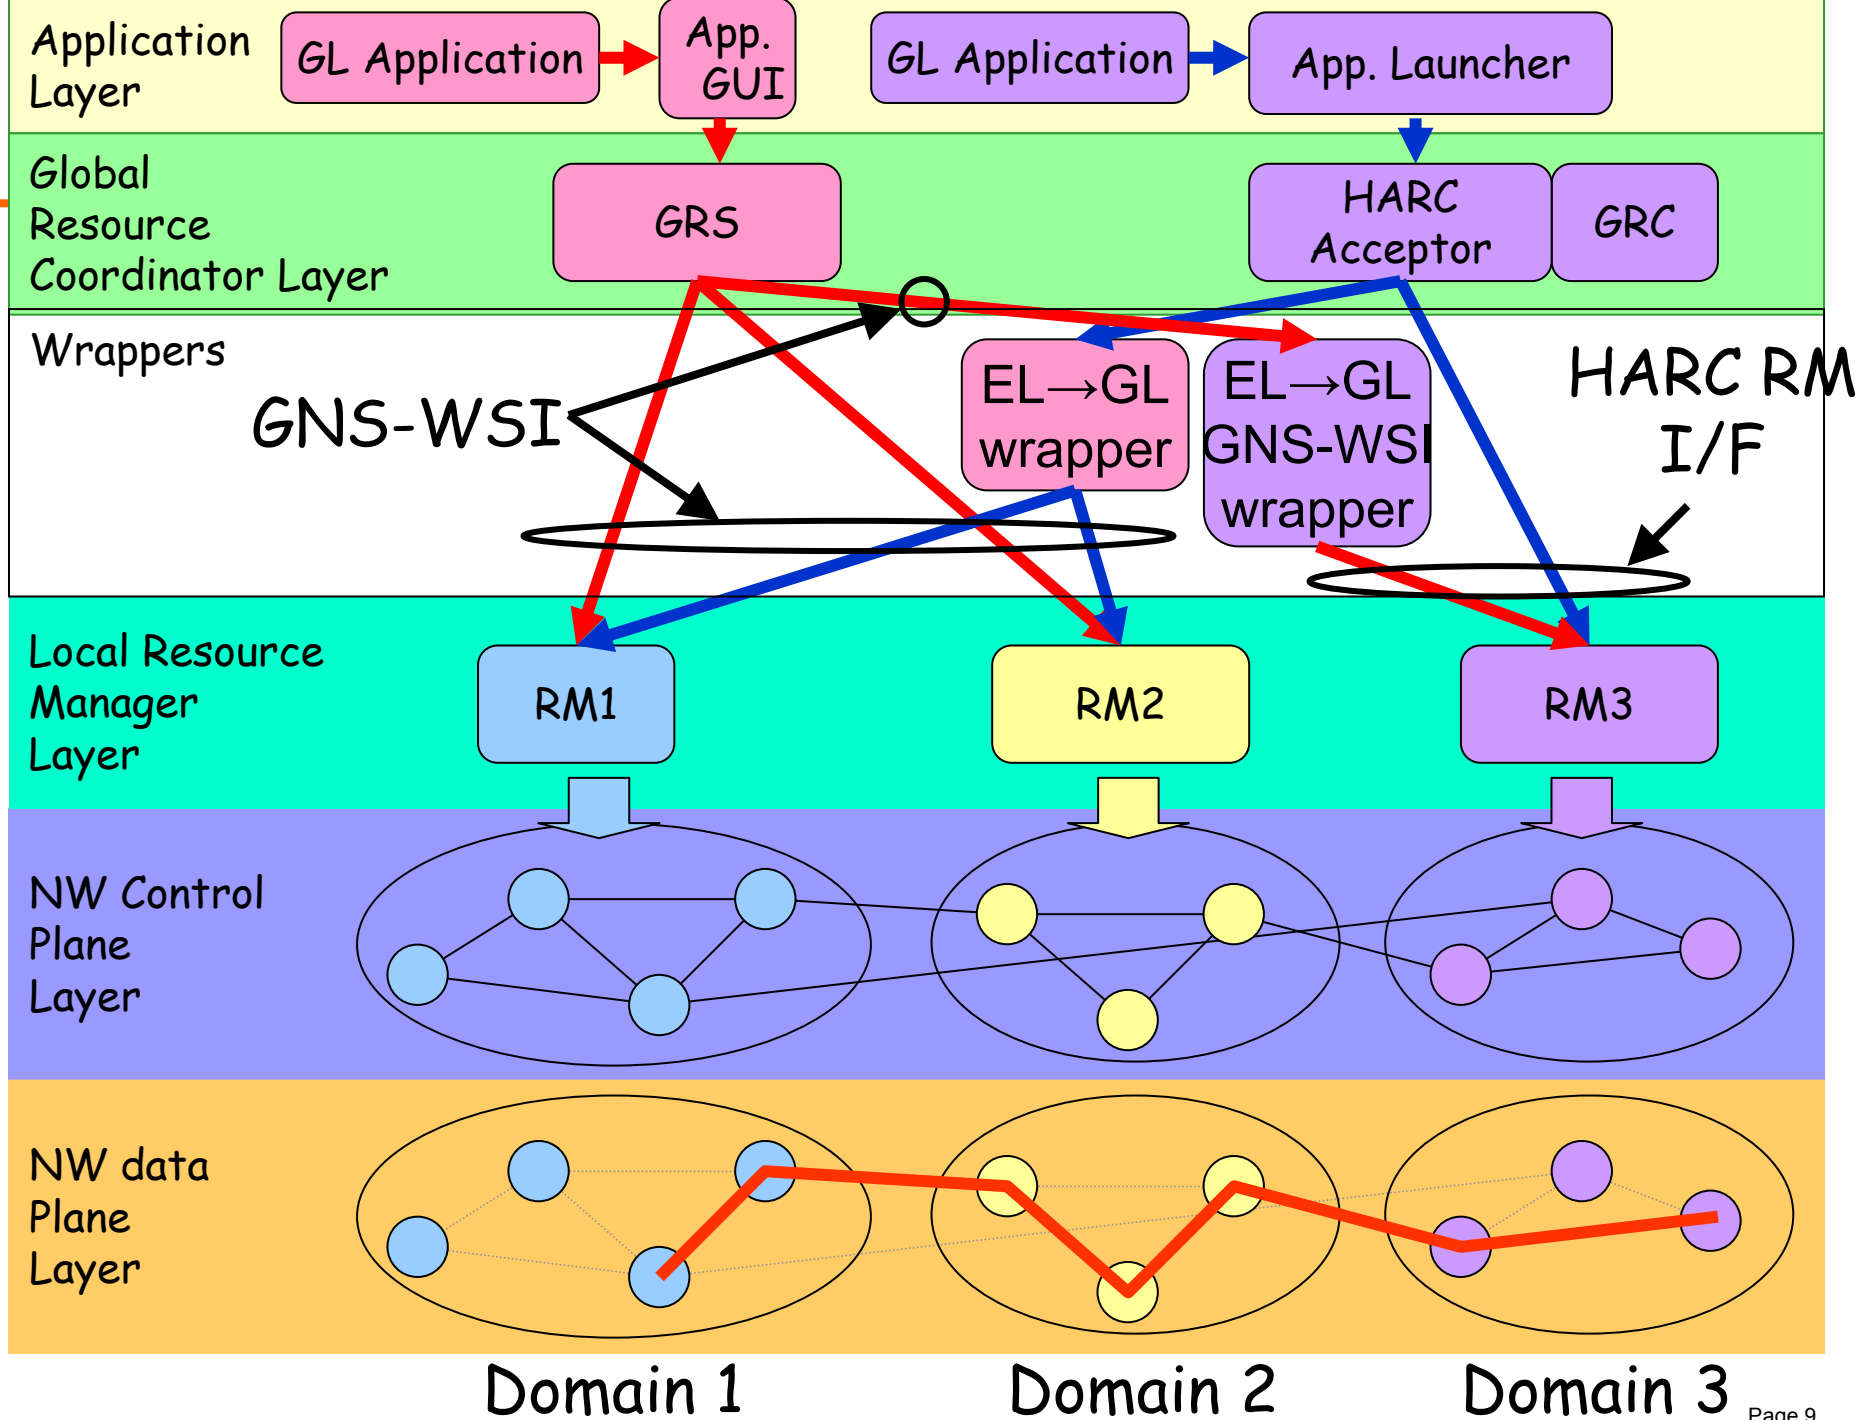 Application
Layer
GL Application
App.
GUI
GL Application
App. Launcher
Global
Resource
Coordinator Layer
GRS
HARC
Acceptor
GRC
Wrappers
GNS-WSI
EL→GL
wrapper
EL→GL
GNS-WSI
wrapper
HARC RM
I/F
Local Resource
Manager
Layer
RM1
RM2
RM3
NW Control
Plane
Layer
NW data
Plane
Layer
Domain 1
Domain 2
Domain 3
Page 9